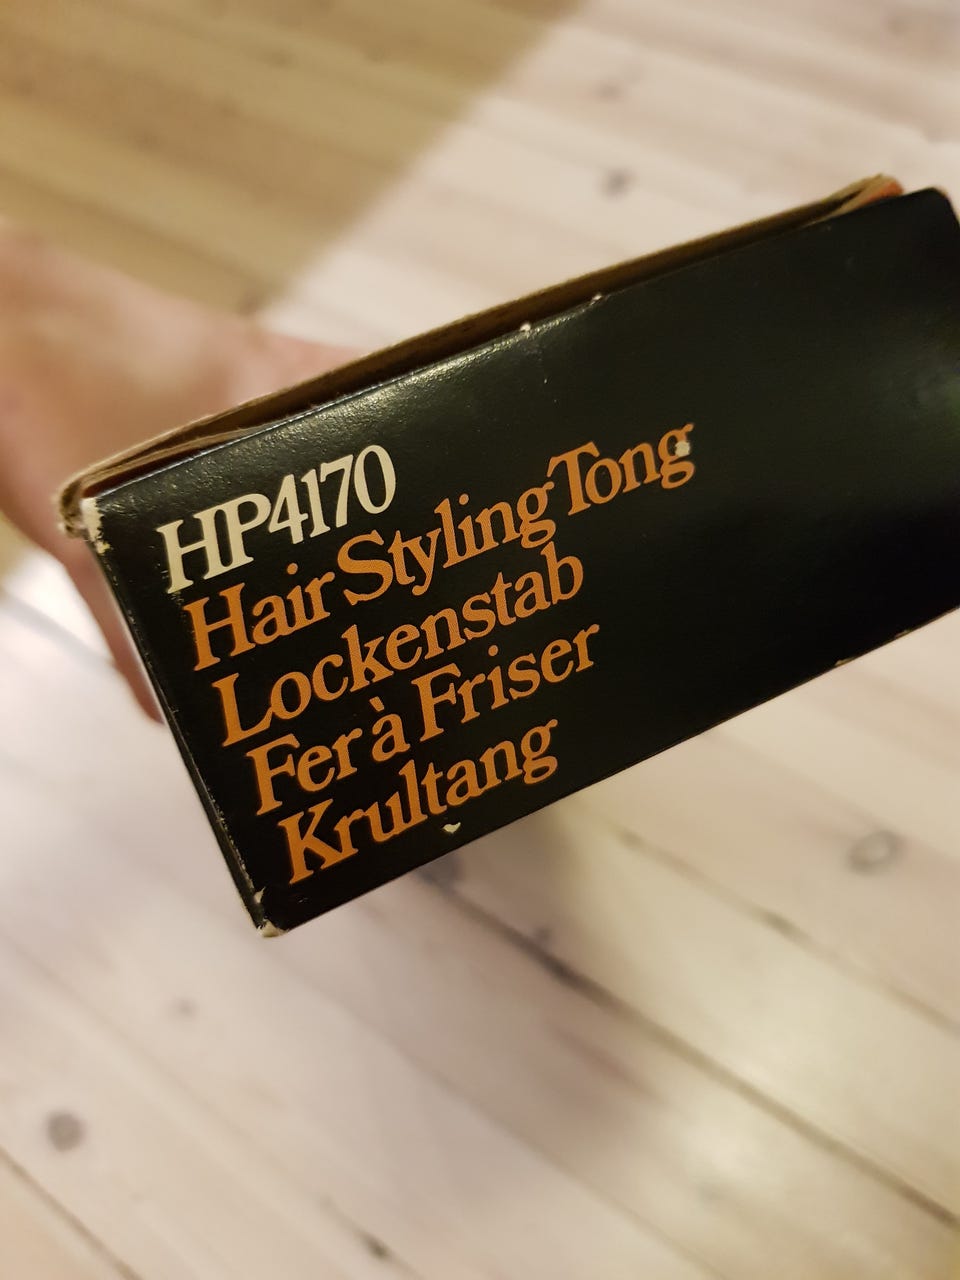 HP4170
Hair Styling Tong
Lockenstab
Fer à Friser
Krultang